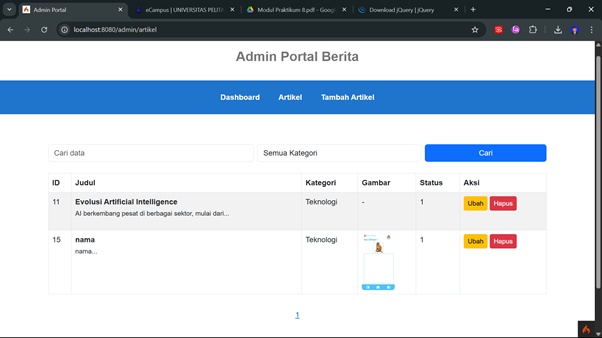 Admin Portal
eCampus | UNIVERSITAS PELITA
Modul Praktikum 8.pdf - Google
Download jQuery | jQuery
localhost:8080/admin/artikel
Admin Portal Berita
Dashboard Artikel Tambah Artikel
Cari data Semua Kategori Cari
ID Judul Kategori Gambar Status Aksi
11 Evolusi Artificial Intelligence Teknologi - 1 Ubah Hapus
AI berkembang pesat di berbagai sektor, mulai dari...
15 nama Teknologi 1 Ubah Hapus
nama...
1